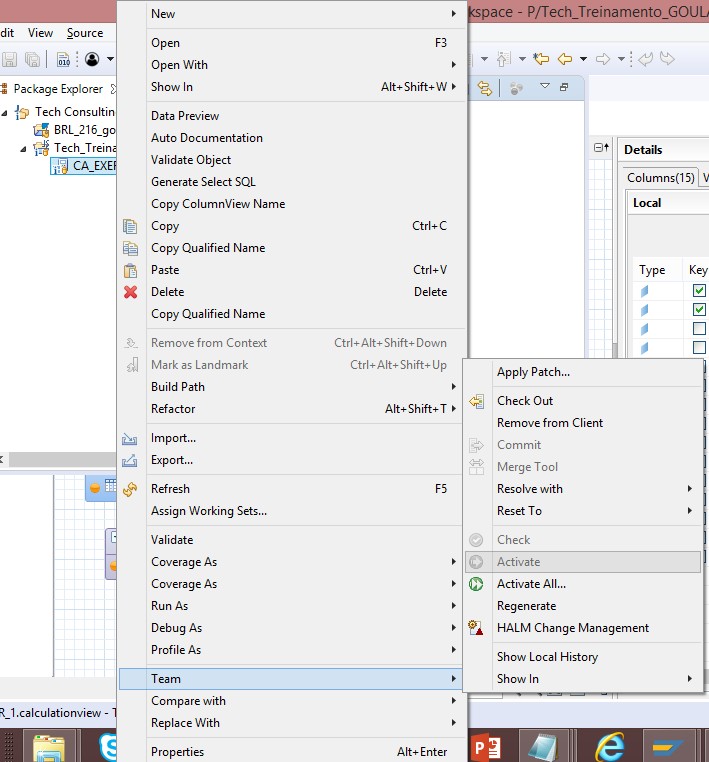 kspace - P/Tech_Treinamento_GOUL
dit View Source
Package Explorer
Tech Consultin
BRL_216_go
Tech_Treina
CA_EXER
New
Open F3
Open With
Show In Alt+Shift+W
Data Preview
Auto Documentation
Validate Object
Generate Select SQL
Copy ColumnView Name
Copy Ctrl+C
Copy Qualified Name
Paste Ctrl+V
Delete Delete
Copy Qualified Name
Remove from Context Ctrl+Alt+Shift+Down
Mark as Landmark Ctrl+Alt+Shift+Up
Build Path
Refactor Alt+Shift+T
Import...
Export...
Refresh F5
Assign Working Sets...
Validate
Coverage As
Coverage As
Run As
Debug As
Profile As
Team
Compare with
Replace With
Properties Alt+Enter
Apply Patch...
Check Out
Remove from Client
Commit
Merge Tool
Resolve with
Reset To
Check
Activate
Activate All...
Regenerate
HALM Change Management
Show Local History
Show In
Details
Columns(15)
Local
Type Key
R_1.calculationview - T